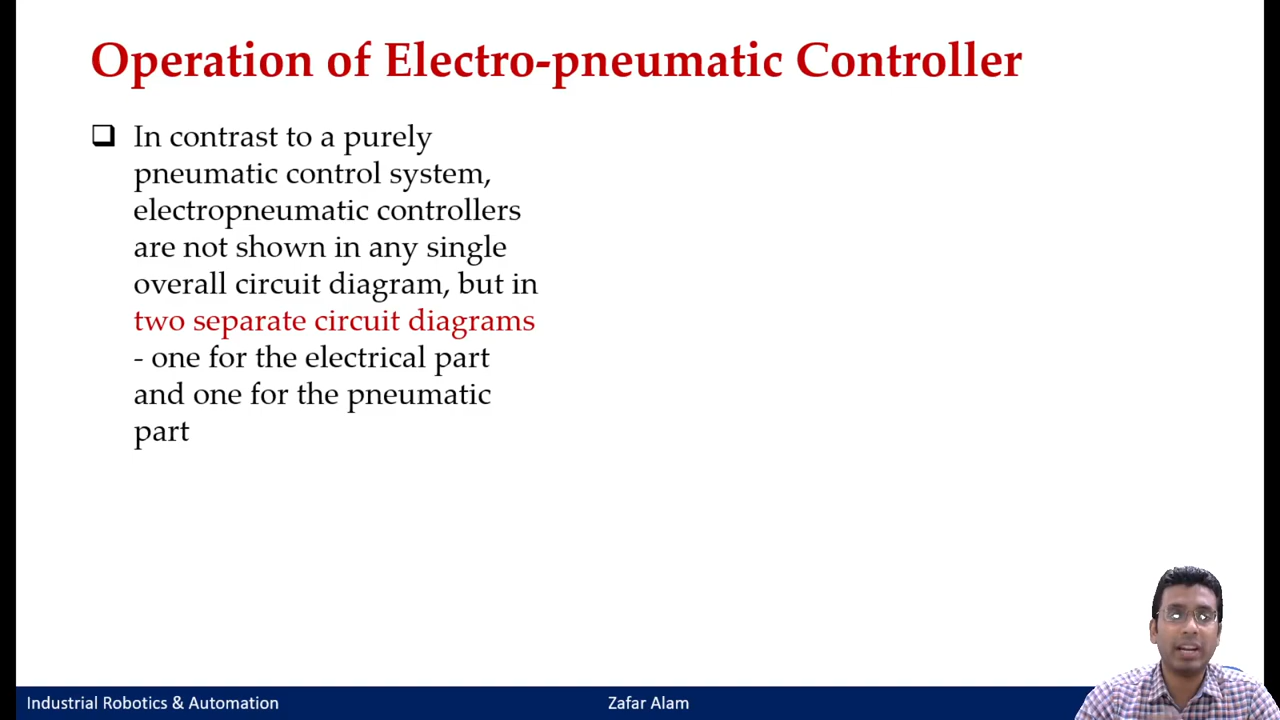 Operation of Electro-pneumatic Controller
In contrast to a purely
pneumatic control system,
electropneumatic controllers
are not shown in any single
overall circuit diagram, but in
two separate circuit diagrams
- one for the electrical part
and one for the pneumatic
part
Industrial Robotics & Automation
Zafar Alam